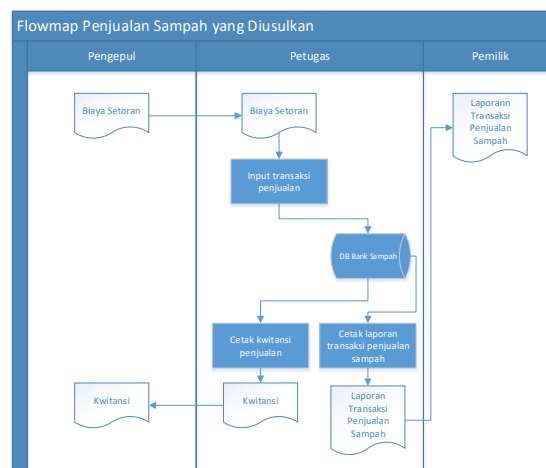 Flowmap Penjualan Sampah yang Diusulkan
Pengepul
Petugas
Pemilik
Biaya Setoran
Biaya Setoran
Laporann
Transaksi
Penjualan
Sampah
Input transaksi
penjualan
DB Bank Sampah
Cetak kwitansi
penjualan
Cetak laporan
transaksi penjualan
sampah
Kwitansi
Kwitansi
Laporan
Transaksi
Penjualan
Sampah